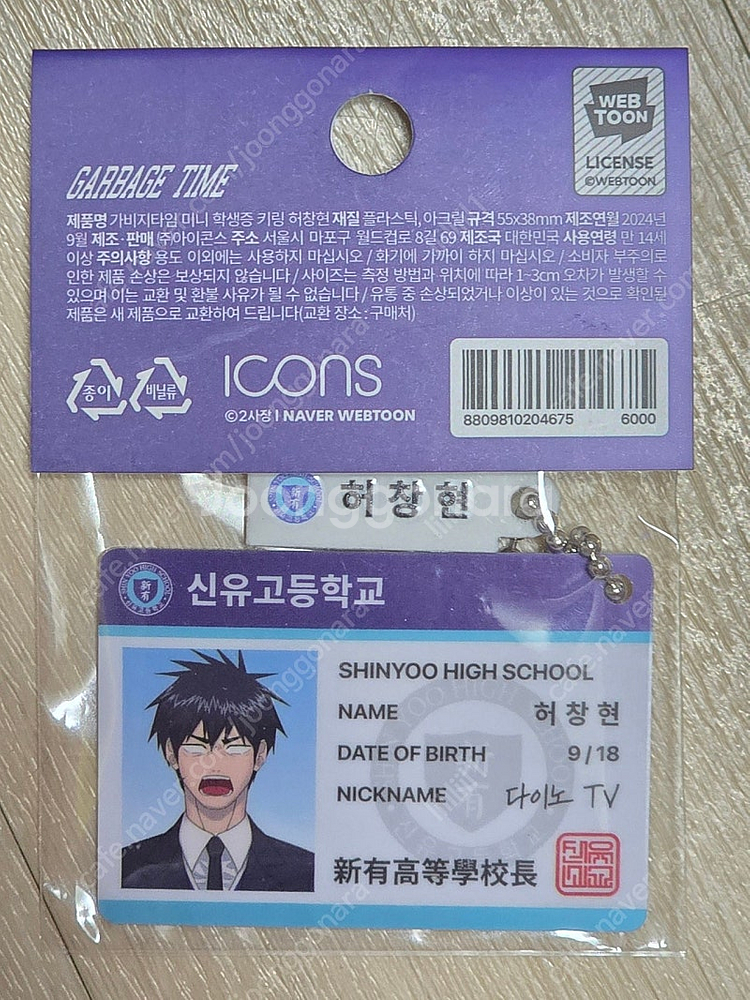 WEB
TOON
LICENSE
©WEBTOON
GARBAGE TIME
제품명 가비지타임 미니 학생증 키링 허창현 재질 플라스틱, 아크릴 규격 55x38mm 제조연월 2024년
9월 제조·판매 ㈜아이콘스 주소 서울시 마포구 월드컵로 8길 69 제조국 대한민국 사용연령 만 14세
이상 주의사항 용도 이외에는 사용하지 마십시오 / 화기에 가까이 하지 마십시오 / 소비자 부주의로
인한 제품 손상은 보상되지 않습니다 / 사이즈는 측정 방법과 위치에 따라 1~3cm 오차가 발생할 수
있으며 이는 교환 및 환불 사유가 될 수 없습니다 / 유통 중 손상되었거나 이상이 있는 것으로 확인된
제품은 새 제품으로 교환하여 드립니다(교환 장소 : 구매처)
종이
비닐류
ICONS
©2사장 I NAVER WEBTOON
8809810204675 6000
허창현
joonggonara
신유고등학교
SHINYOO HIGH SCHOOL
新有
SHINYOO HIGH SCHOOL
NAME 허창현
DATE OF BIRTH 9/18
NICKNAME 다이노 TV
新有高等學校長